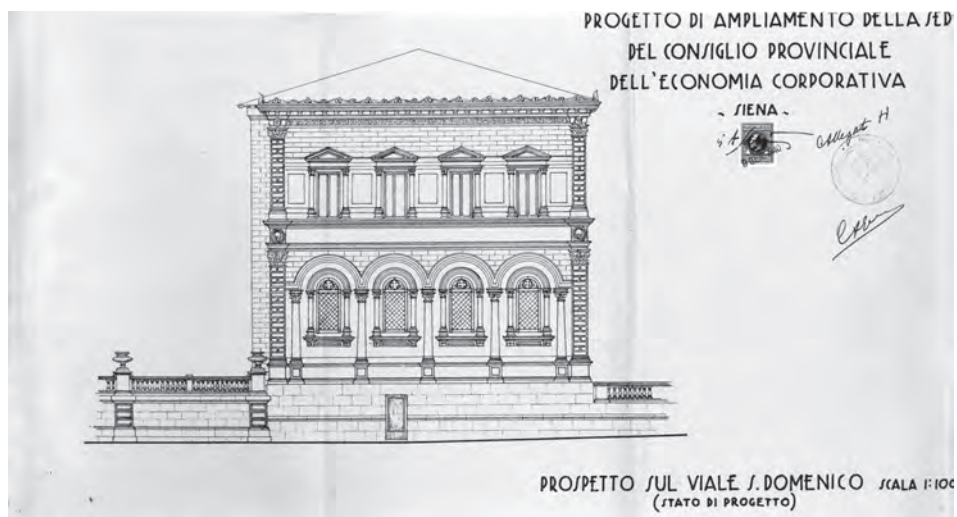 PROGETTO DI AMPLIAMENTO DELLA SED
DEL CONSIGLIO PROVINCIALE
DELL'ECONOMIA CORPORATIVA
~ SIENA ~
Allegato H
PROSPETTO SUL VIALE S. DOMENICO SCALA 1:100
(STATO DI PROGETTO)